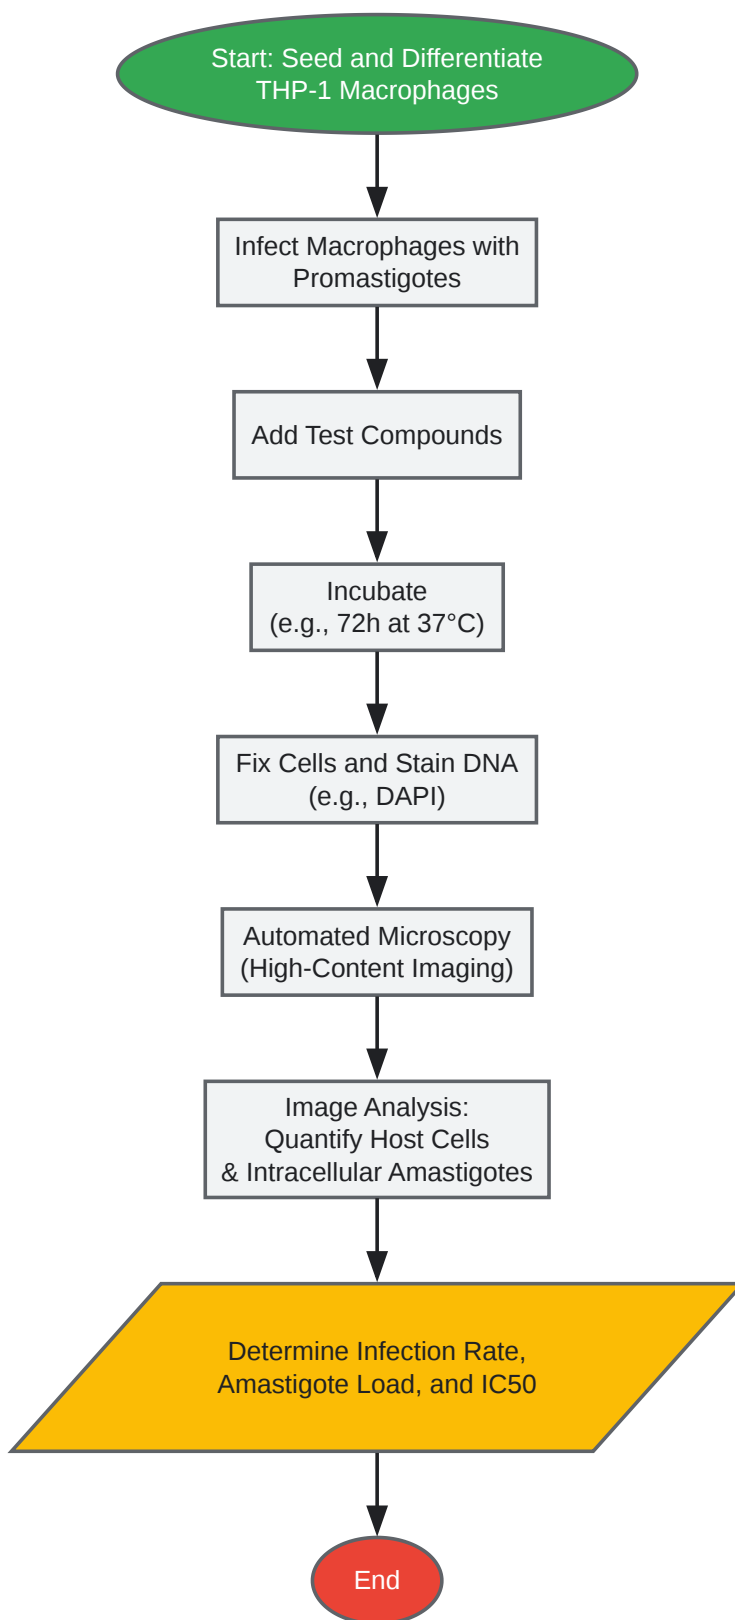 Start: Seed and Differentiate
THP-1 Macrophages
Infect Macrophages with
Promastigotes
Add Test Compounds
Incubate
(e.g., 72h at 37°C)
Fix Cells and Stain DNA
(e.g., DAPI)
Automated Microscopy
(High-Content Imaging)
Image Analysis:
Quantify Host Cells
& Intracellular Amastigotes
Determine Infection Rate,
Amastigote Load, and IC50
End